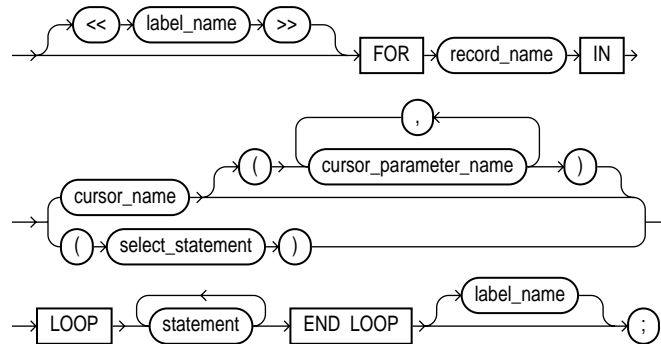 << label_name >>
FOR record_name IN
,
( cursor_parameter_name )
cursor_name
( select_statement )
label_name
LOOP statement END LOOP ;